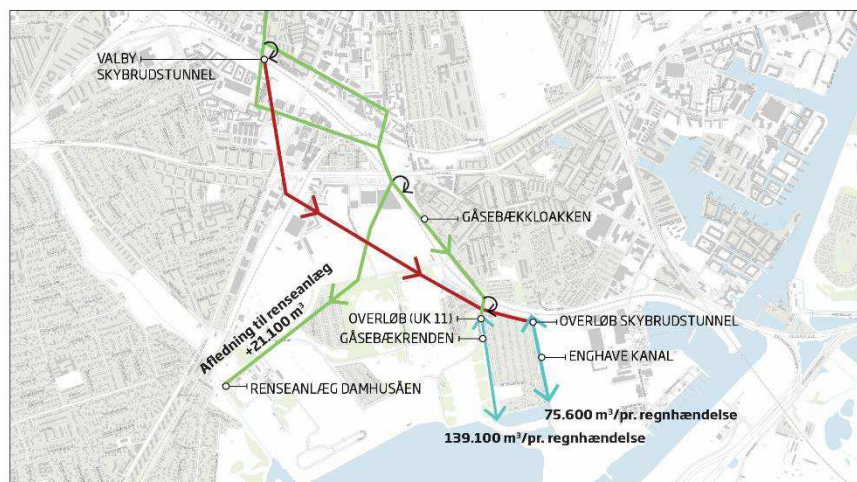 VALBY
SKYBRUDSTUNNEL
GÅSEBÆKKLOAKKEN
Afledning til renseanlæg
+21.100 m³
OVERLØB (UK 11)
OVERLØB SKYBRUDSTUNNEL
GÅSEBÆKRENDEN
ENGHAVE KANAL
RENSEANLÆG DAMHUSÅEN
75.600 m³/pr. regnhændelse
139.100 m³/pr. regnhændelse